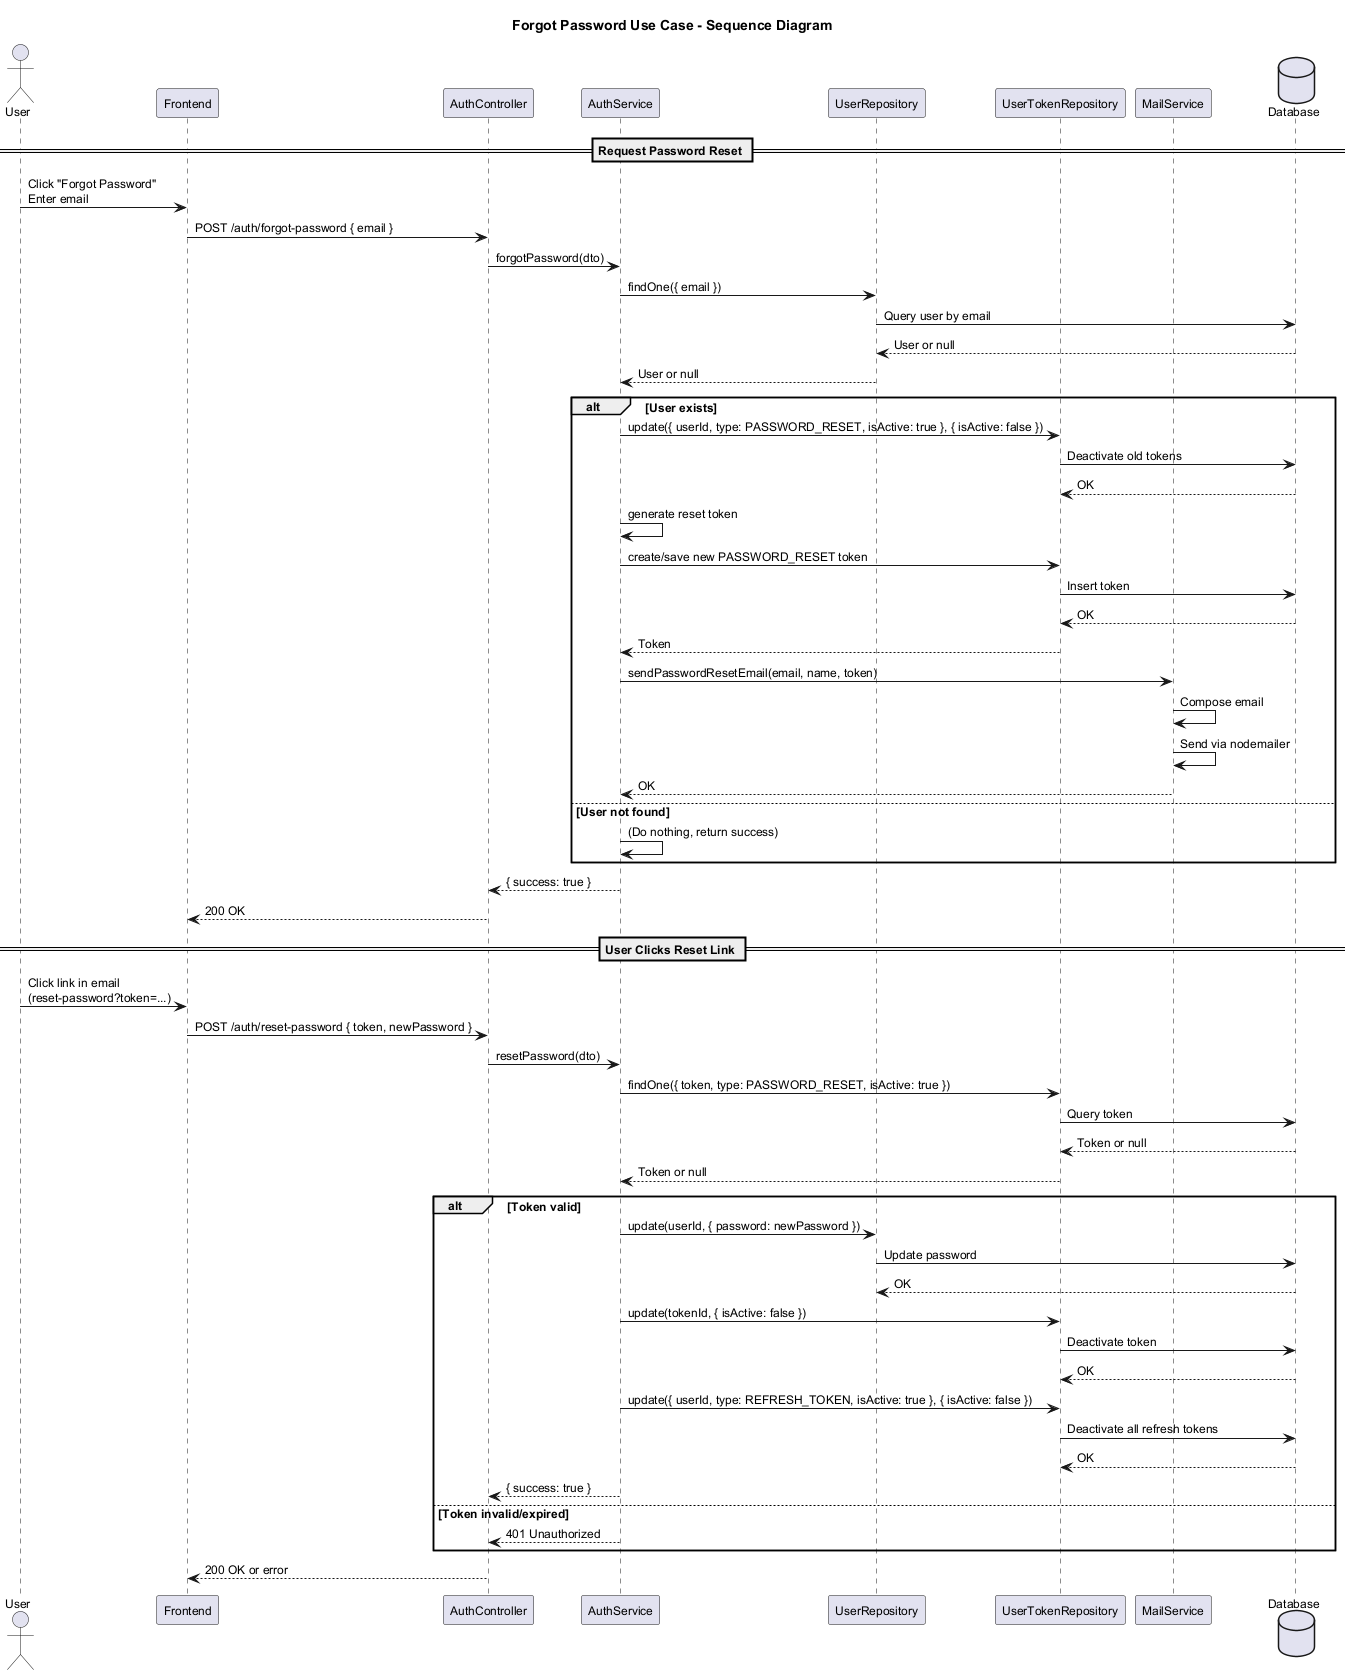 Forgot Password Use Case - Sequence Diagram
User
Frontend
AuthController
AuthService
UserRepository
UserTokenRepository
MailService
Database
Request Password Reset
Click "Forgot Password"
Enter email
POST /auth/forgot-password { email }
forgotPassword(dto)
findOne({ email })
Query user by email
User or null
User or null
alt
[User exists]
update({ userId, type: PASSWORD_RESET, isActive: true }, { isActive: false })
Deactivate old tokens
OK
generate reset token
create/save new PASSWORD_RESET token
Insert token
OK
Token
sendPasswordResetEmail(email, name, token)
Compose email
Send via nodemailer
OK
[User not found]
(Do nothing, return success)
{ success: true }
200 OK
User Clicks Reset Link
Click link in email
(reset-password?token=...)
POST /auth/reset-password { token, newPassword }
resetPassword(dto)
findOne({ token, type: PASSWORD_RESET, isActive: true })
Query token
Token or null
Token or null
alt
[Token valid]
update(userId, { password: newPassword })
Update password
OK
update(tokenId, { isActive: false })
Deactivate token
OK
update({ userId, type: REFRESH_TOKEN, isActive: true }, { isActive: false })
Deactivate all refresh tokens
OK
{ success: true }
[Token invalid/expired]
401 Unauthorized
200 OK or error
User
Frontend
AuthController
AuthService
UserRepository
UserTokenRepository
MailService
Database